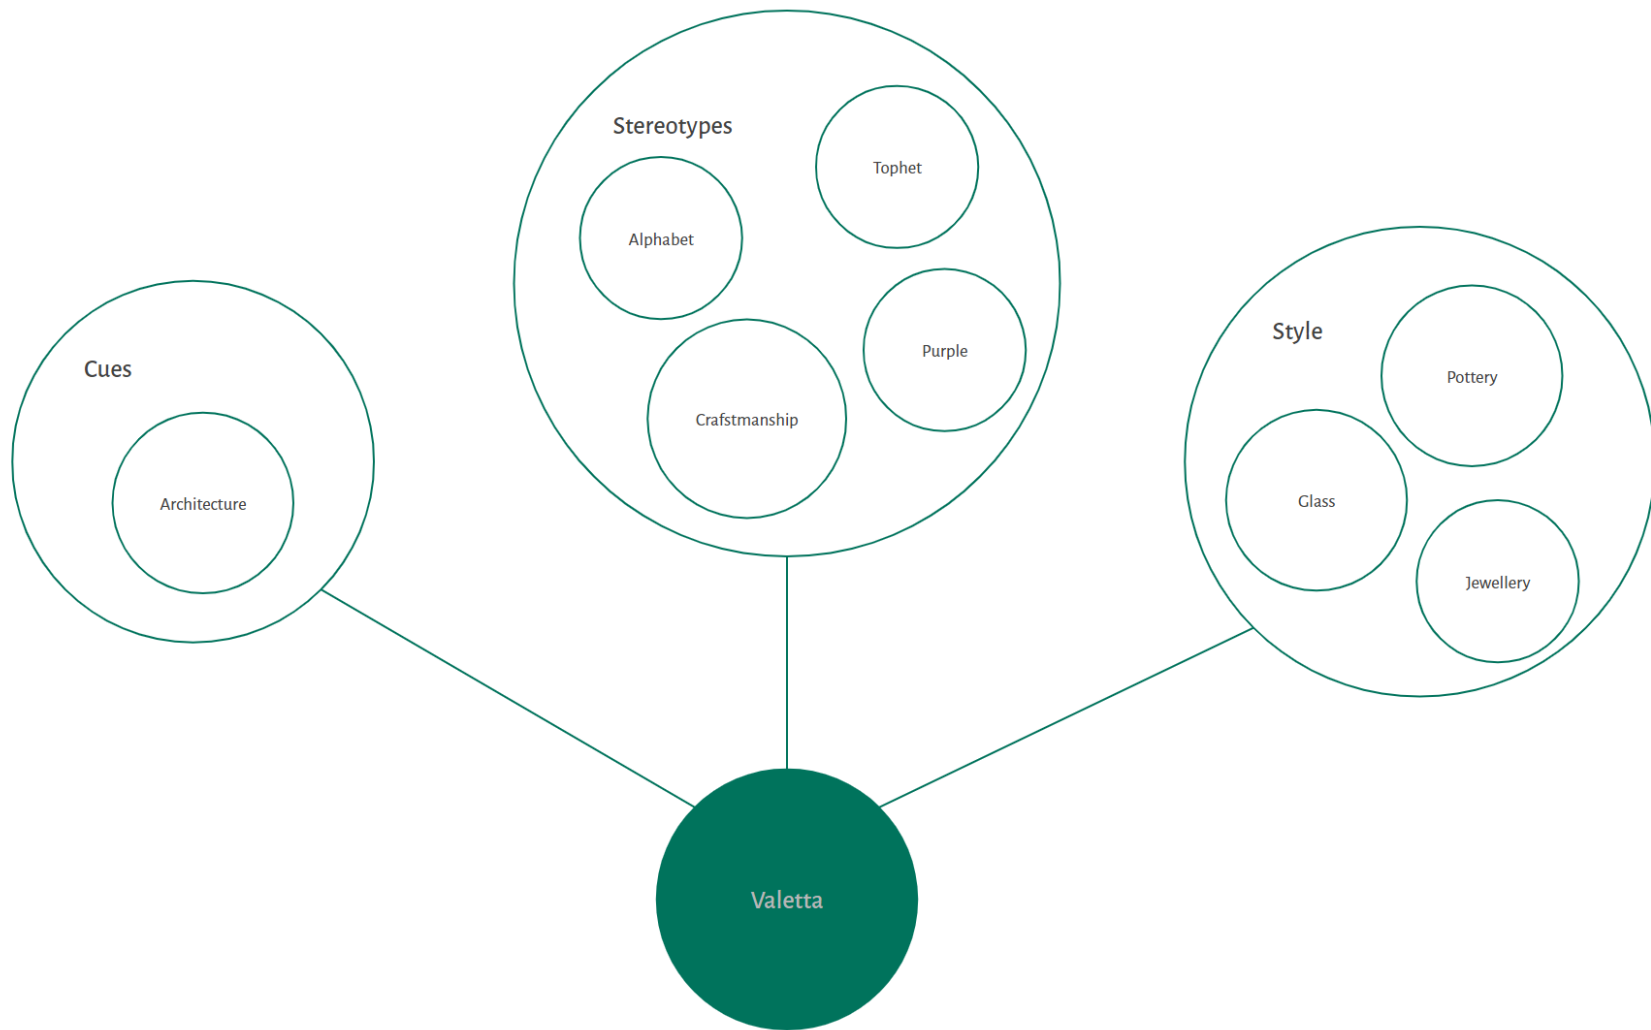 Stereotypes
Tophet
Alphabet
Purple
Crafstmanship
Cues
Architecture
Style
Pottery
Glass
Jewellery
Valetta